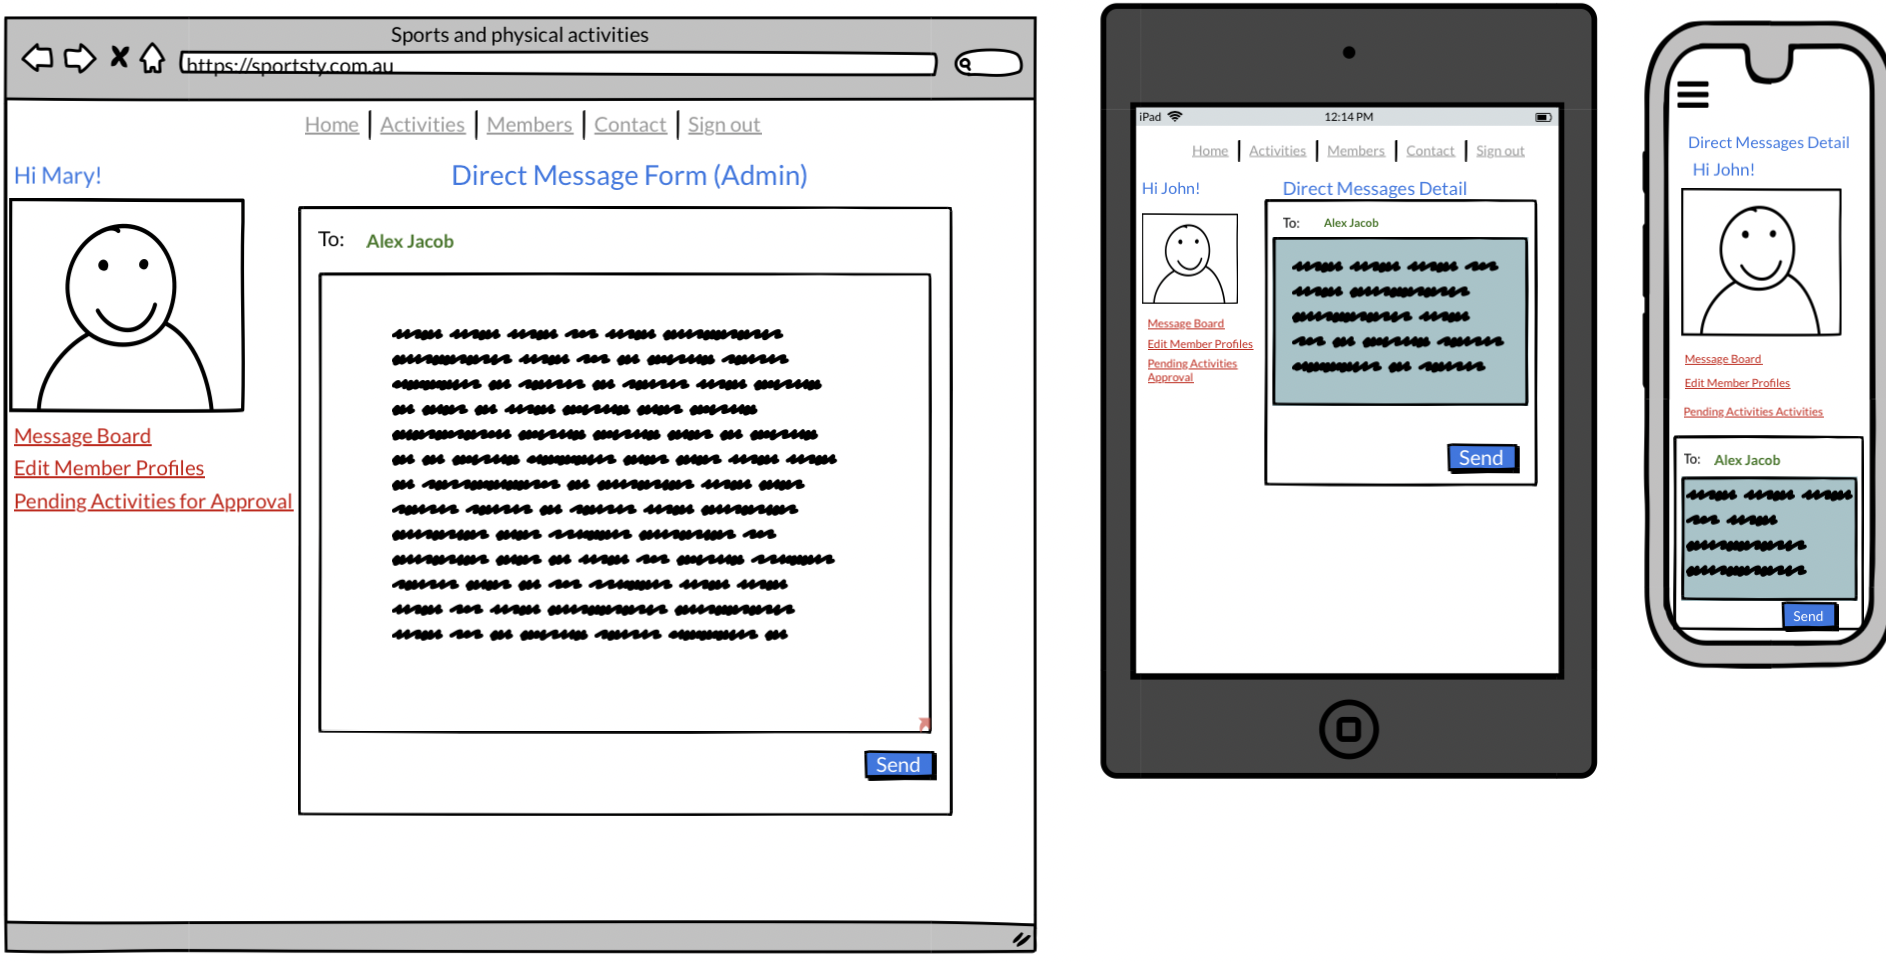 Sports and physical activities
https://sportsty.com.au
Home | Activities | Members | Contact | Sign out
Hi Mary!
Direct Message Form (Admin)
To: Alex Jacob
Message Board
Edit Member Profiles
Pending Activities for Approval
Send
iPad 12:14 PM
Home | Activities | Members | Contact | Sign out
Hi John!
Direct Messages Detail
To: Alex Jacob
Message Board
Edit Member Profiles
Pending Activities
Approval
Send
Direct Messages Detail
Hi John!
Message Board
Edit Member Profiles
Pending Activities Activities
To: Alex Jacob
Send